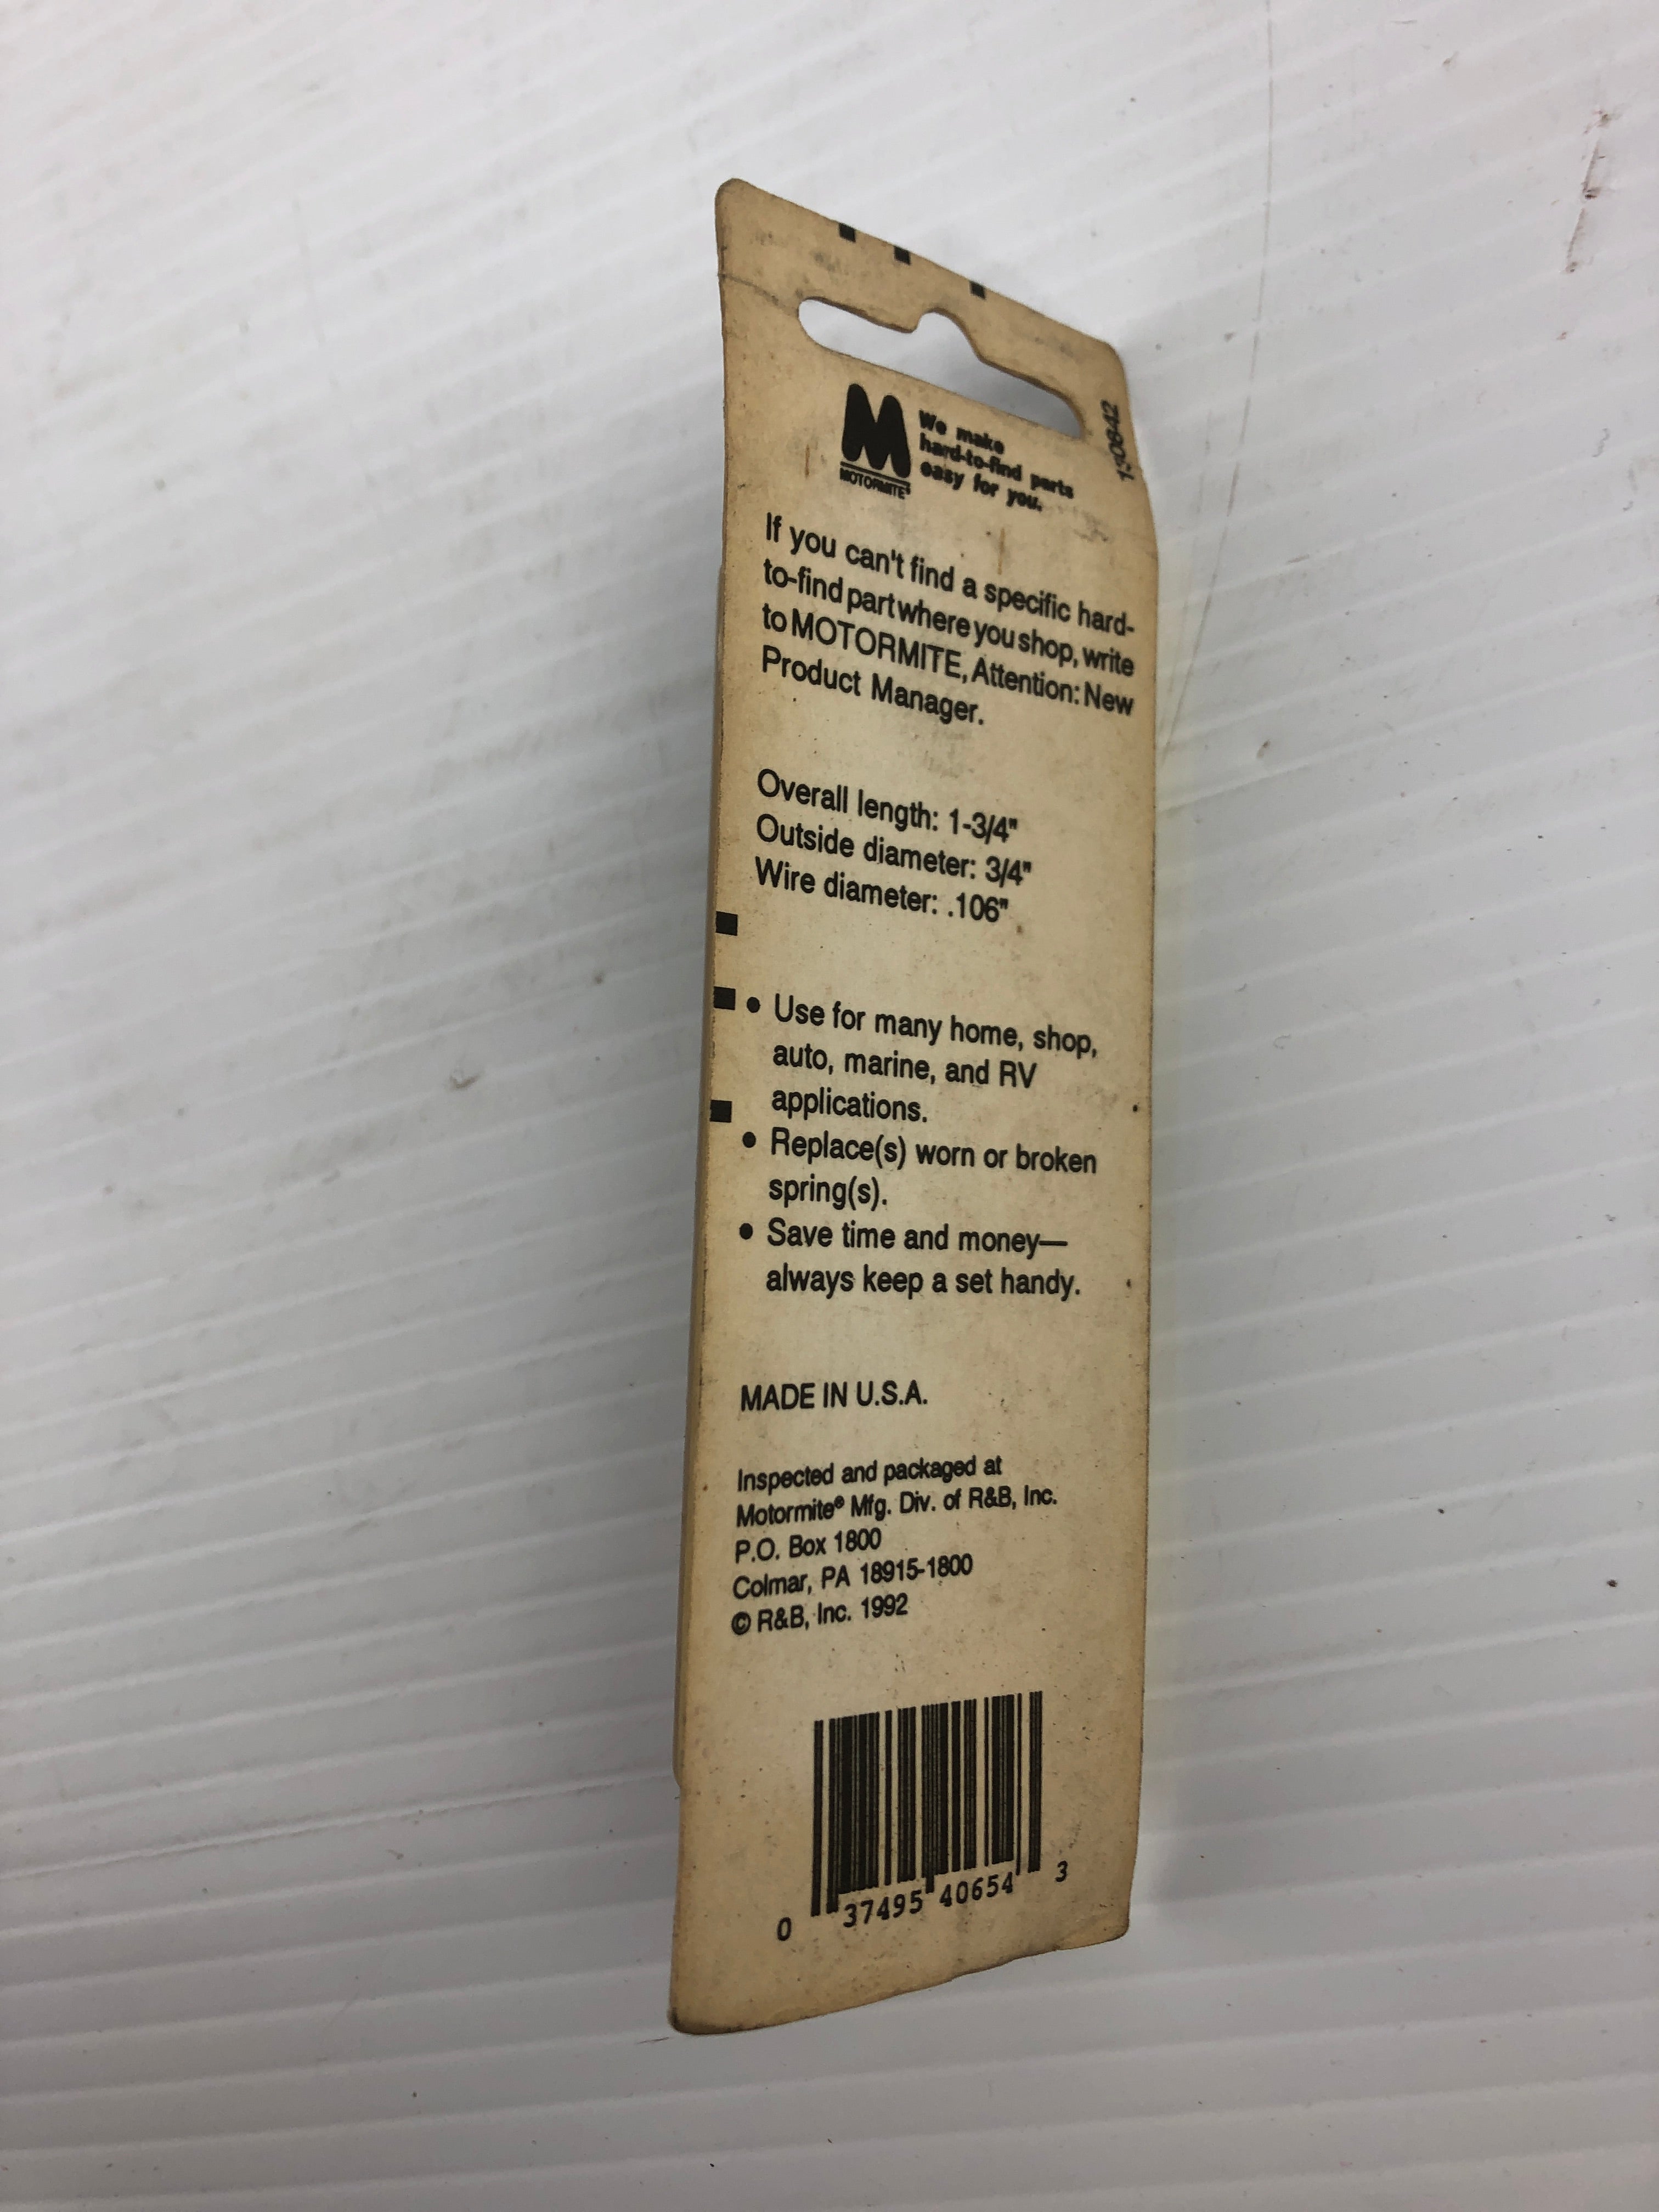 We make
hard-to-find parts
easy for you.
MOTORMITE®
130842
If you can't find a specific hard-
to-find part where you shop, write
to MOTORMITE, Attention: New
Product Manager.
Overall length: 1-3/4"
Outside diameter: 3/4"
Wire diameter: .106"
• Use for many home, shop,
auto, marine, and RV
applications.
• Replace(s) worn or broken
spring(s).
• Save time and money—
always keep a set handy.
MADE IN U.S.A.
Inspected and packaged at
Motormite® Mfg. Div. of R&B, Inc.
P.O. Box 1800
Colmar, PA 18915-1800
© R&B, Inc. 1992
0 37495 40654 3